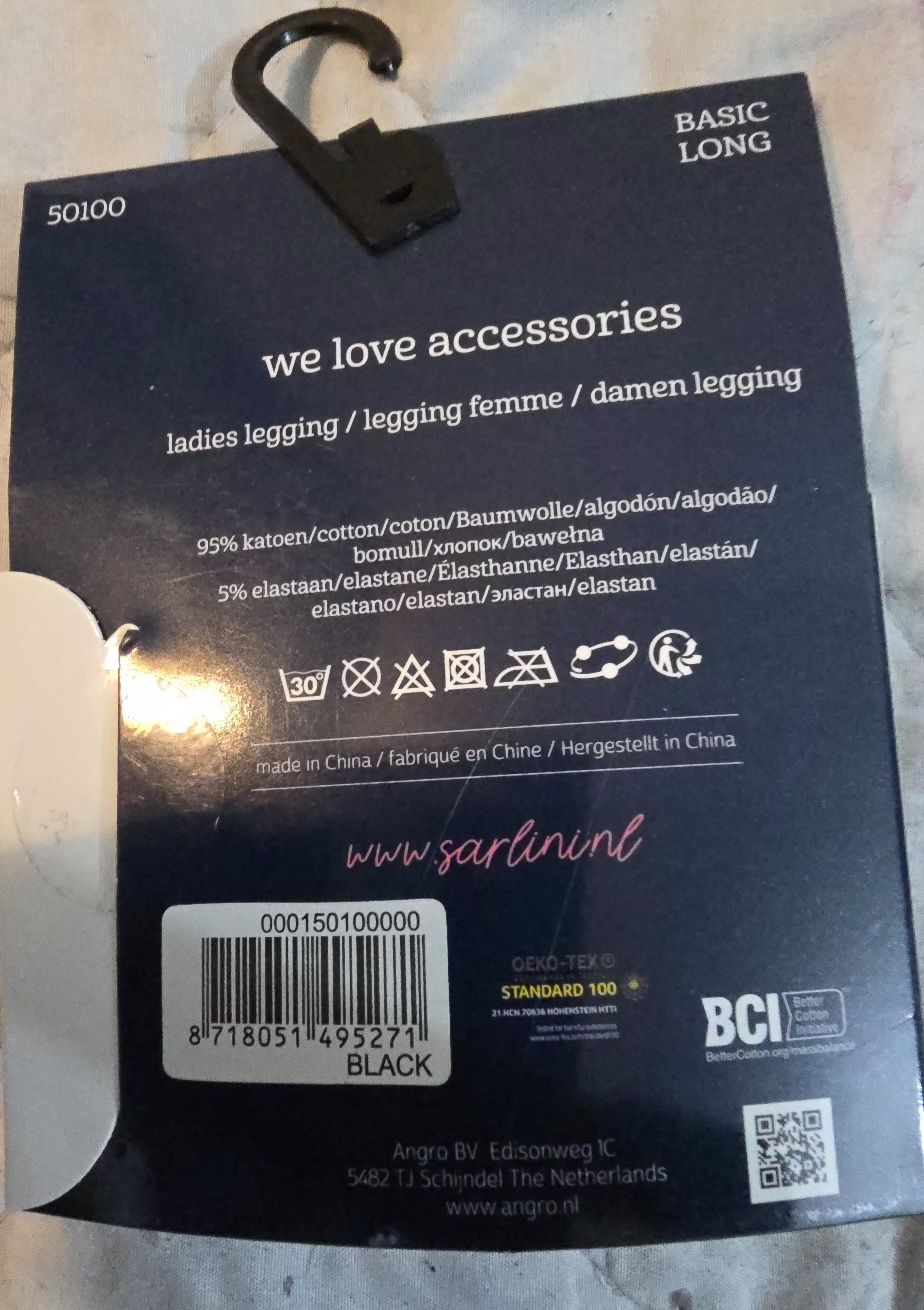 BASIC
LONG
50100
we love accessories
ladies legging / legging femme / damen legging
95% katoen/cotton/coton/Baumwolle/algodón/algodão/
bomull/хлопок/bawełna
5% elastaan/elastane/Élasthanne/Elasthan/elastán/
elastano/elastan/эластан/elastan
30°
made in China / fabriqué en Chine / Hergestellt in China
www.sarlini.nl
000150100000
8 718051 495271
BLACK
OEKO-TEX®
STANDARD 100
21.HCN.70636 HOHENSTEIN HTTI
Tested for harmful substances
BCI
Better
Cotton
Initiative
BetterCotton.org/massbalance
Angro BV Edisonweg 1C
5482 TJ Schijndel The Netherlands
www.angro.nl